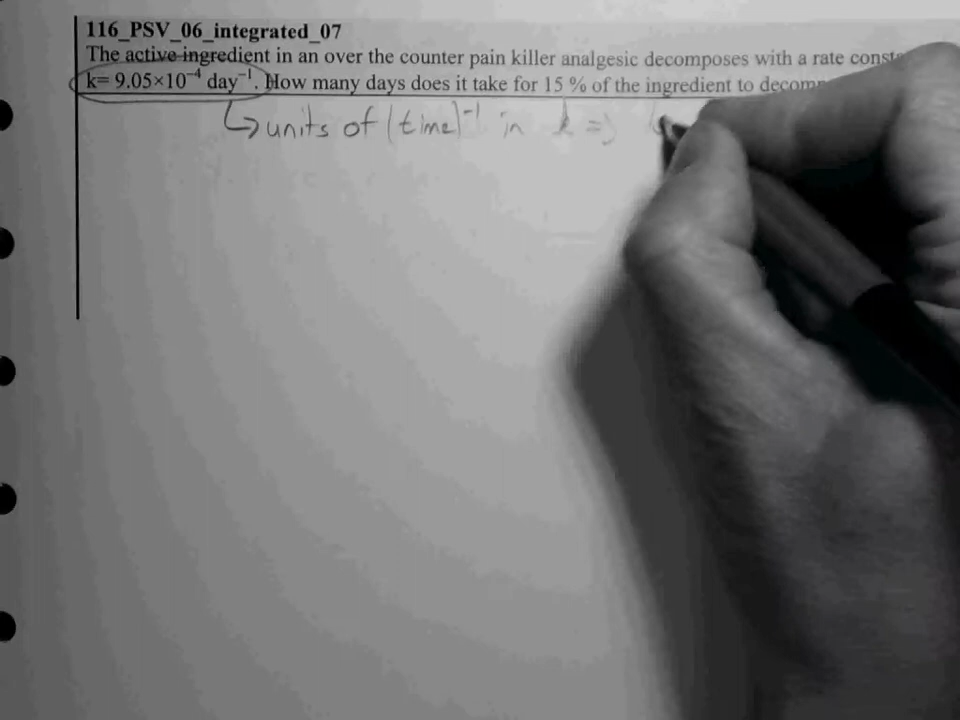 116_PSV_06_integrated_07
The active ingredient in an over the counter pain killer analgesic decomposes with a rate
k= 9.05×10⁻⁴ day⁻¹. How many days does it take for 15 % of the ingredient to
↳ units of (time)⁻¹ in k ⇒